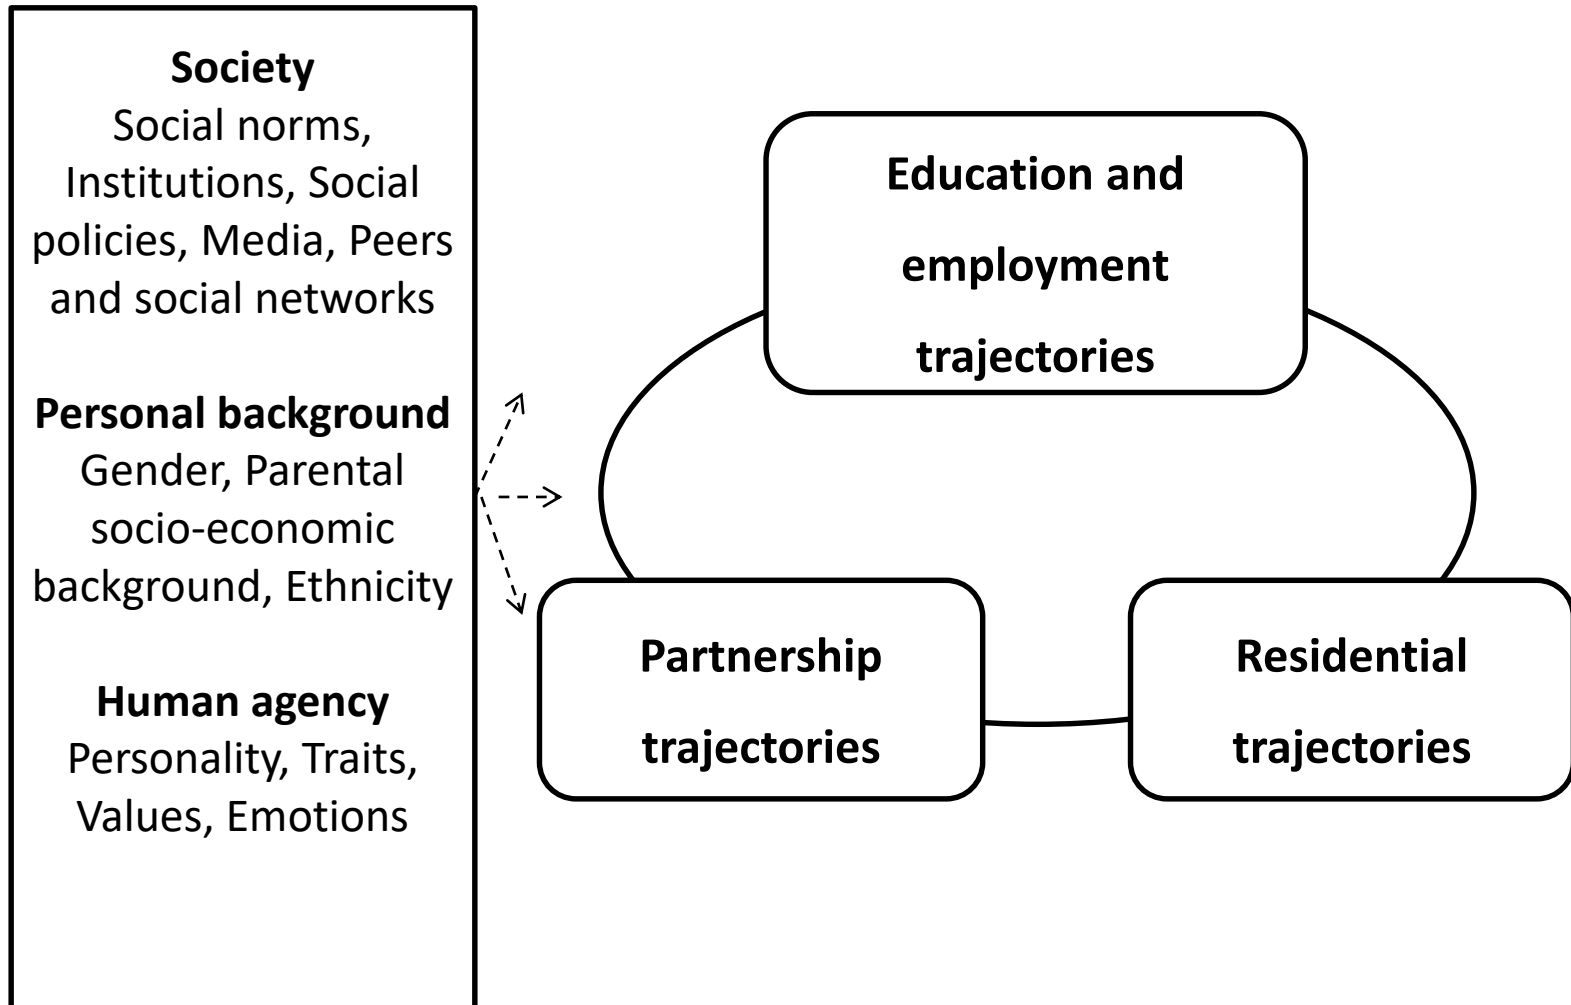 Society
Social norms,
Institutions, Social
policies, Media, Peers
and social networks
Personal background
Gender, Parental
socio-economic
background, Ethnicity
Human agency
Personality, Traits,
Values, Emotions
Education and
employment
trajectories
Partnership
trajectories
Residential
trajectories